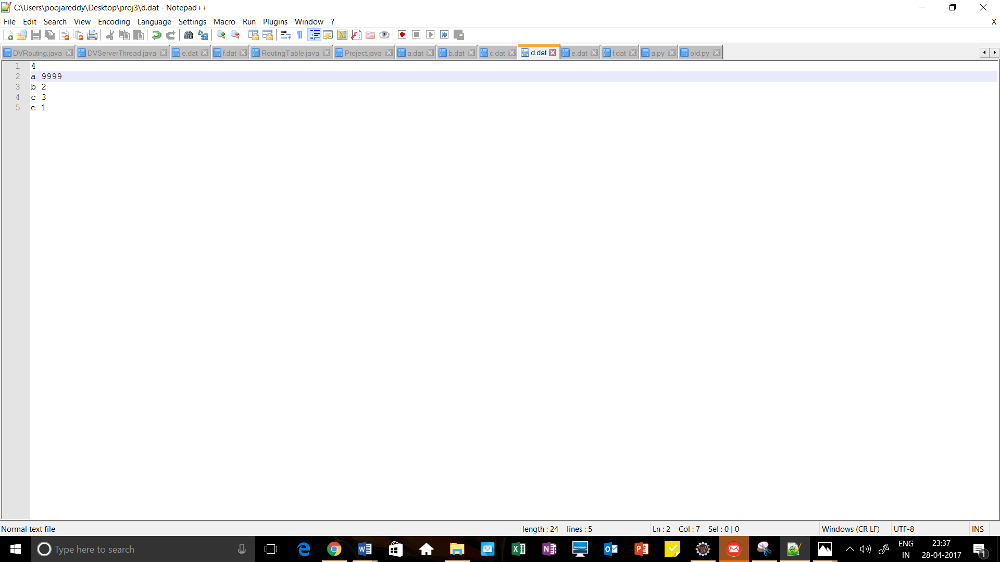 C:\Users\poojareddy\Desktop\proj3\d.dat - Notepad++
File Edit Search View Encoding Language Settings Macro Run Plugins Window ? X
DVRouting.java DVServerThread.java e.dat f.dat RoutingTable.java Project.java a.dat b.dat c.dat d.dat e.dat f.dat a.py old.py
1 4
2 a 9999
3 b 2
4 c 3
5 e 1
Normal text file length : 24 lines : 5 Ln : 2 Col : 7 Sel : 0 | 0 Windows (CR LF) UTF-8 INS
Type here to search
ENG 23:37
IN 28-04-2017 1